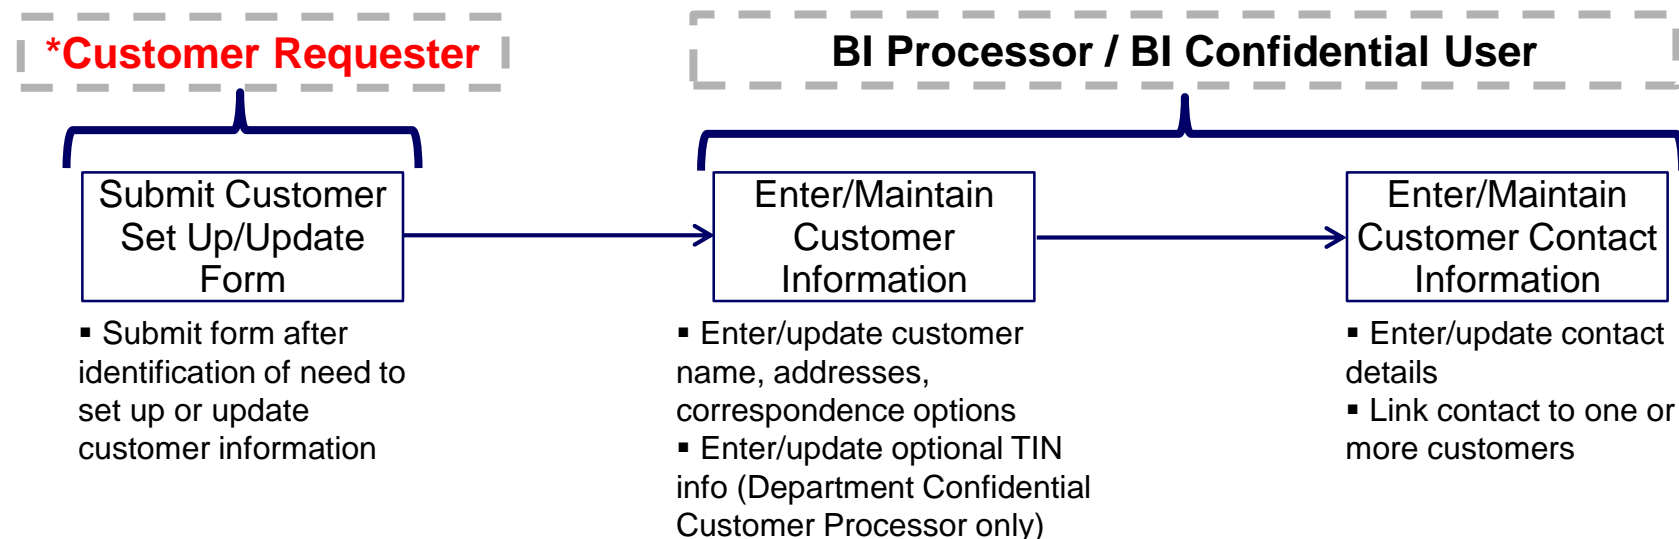 *Customer Requester
BI Processor / BI Confidential User
Submit Customer
Set Up/Update
Form
Enter/Maintain
Customer
Information
Enter/Maintain
Customer Contact
Information
▪ Submit form after
identification of need to
set up or update
customer information
▪ Enter/update customer
name, addresses,
correspondence options
▪ Enter/update optional TIN
info (Department Confidential
Customer Processor only)
▪ Enter/update contact
details
▪ Link contact to one or
more customers